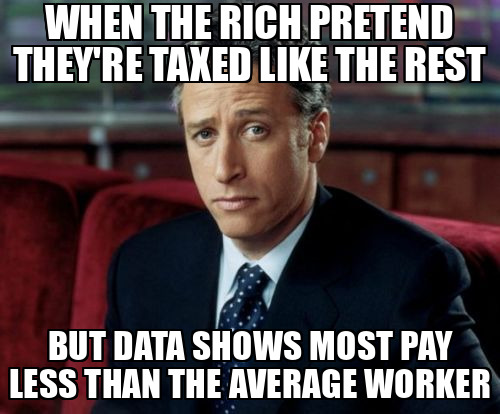 WHEN THE RICH PRETEND
THEY'RE TAXED LIKE THE REST
BUT DATA SHOWS MOST PAY
LESS THAN THE AVERAGE WORKER